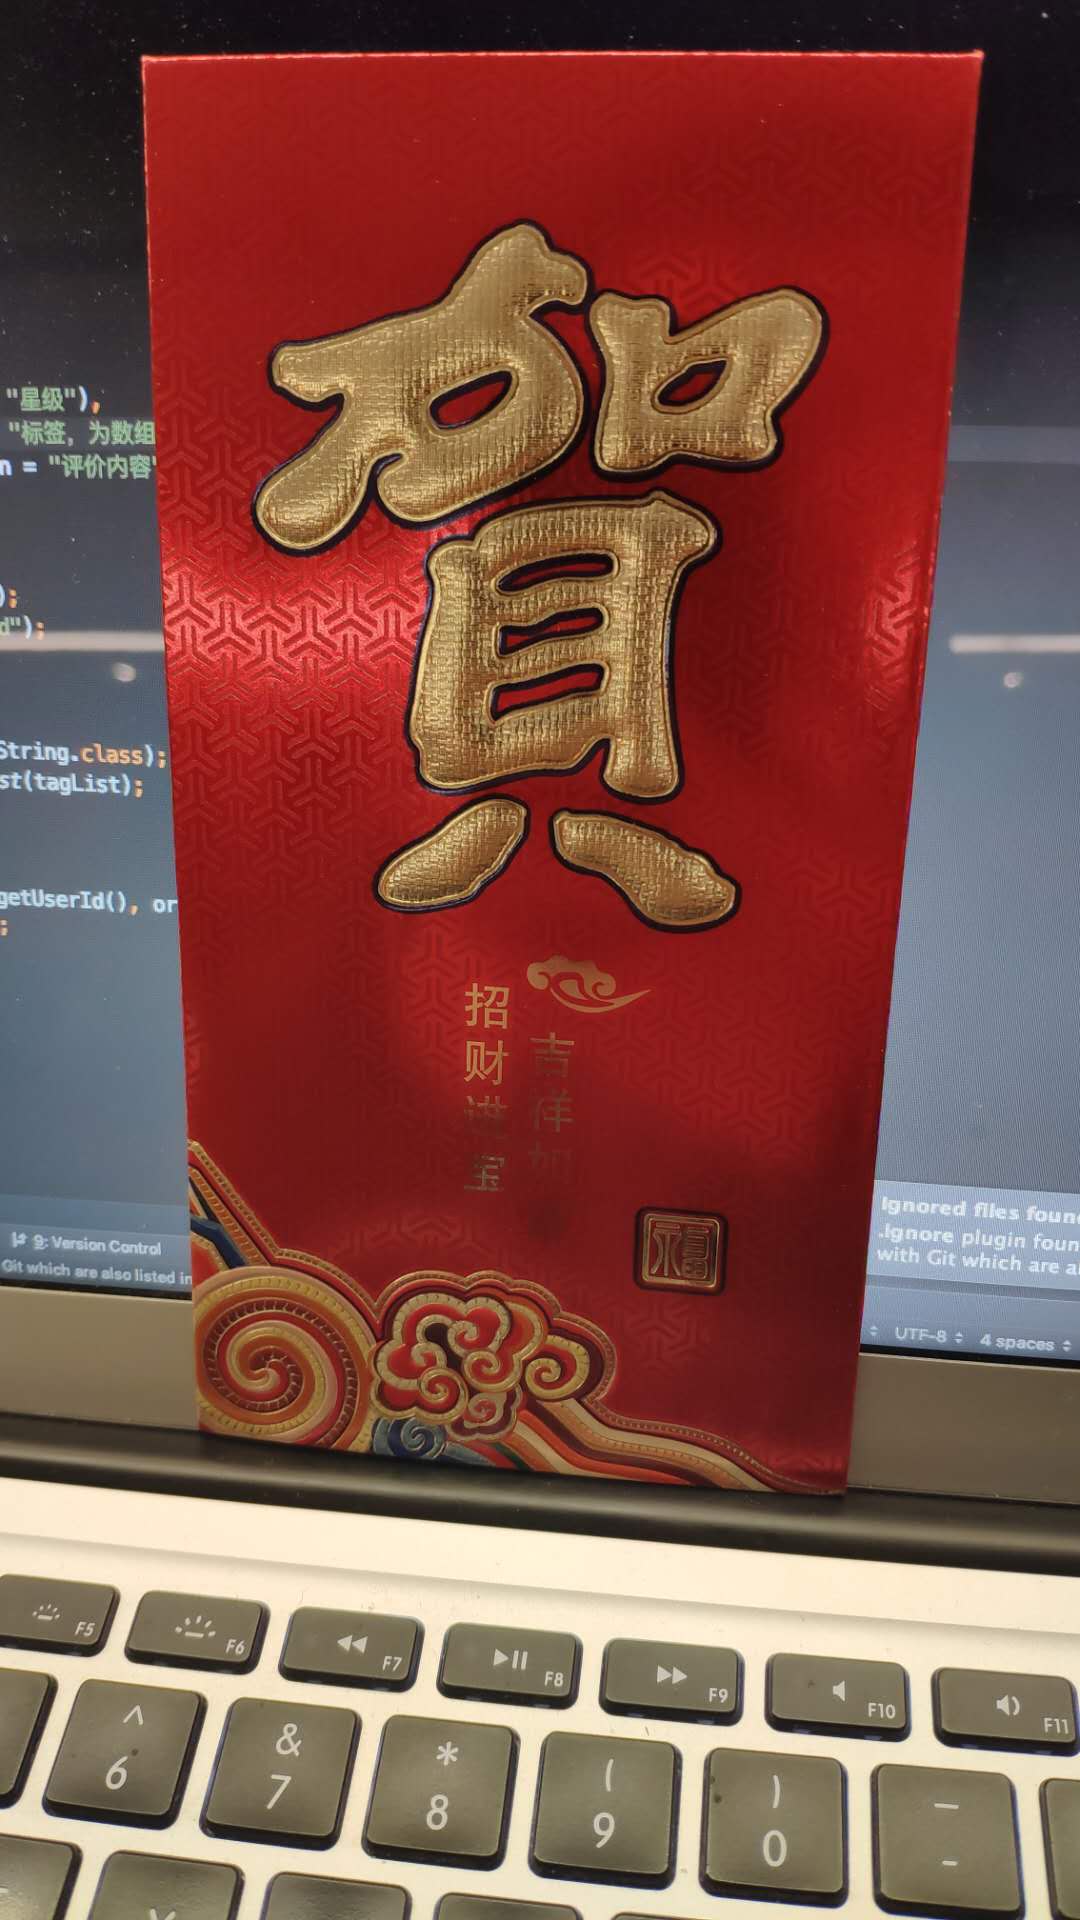 "星级"),
"标签, 为数组
n = "评价内容"
);
d");
String.class);
st(tagList);
getUserId(), or
;
賀
吉祥如
招财进宝
福
9: Version Control
Git which are also listed in
Ignored files foun
.Ignore plugin foun
with Git which are a
UTF-8 4 spaces
F5 F6 F7 F8 F9 F10 F11
^ & * ( ) —
6 7 8 9 0 -